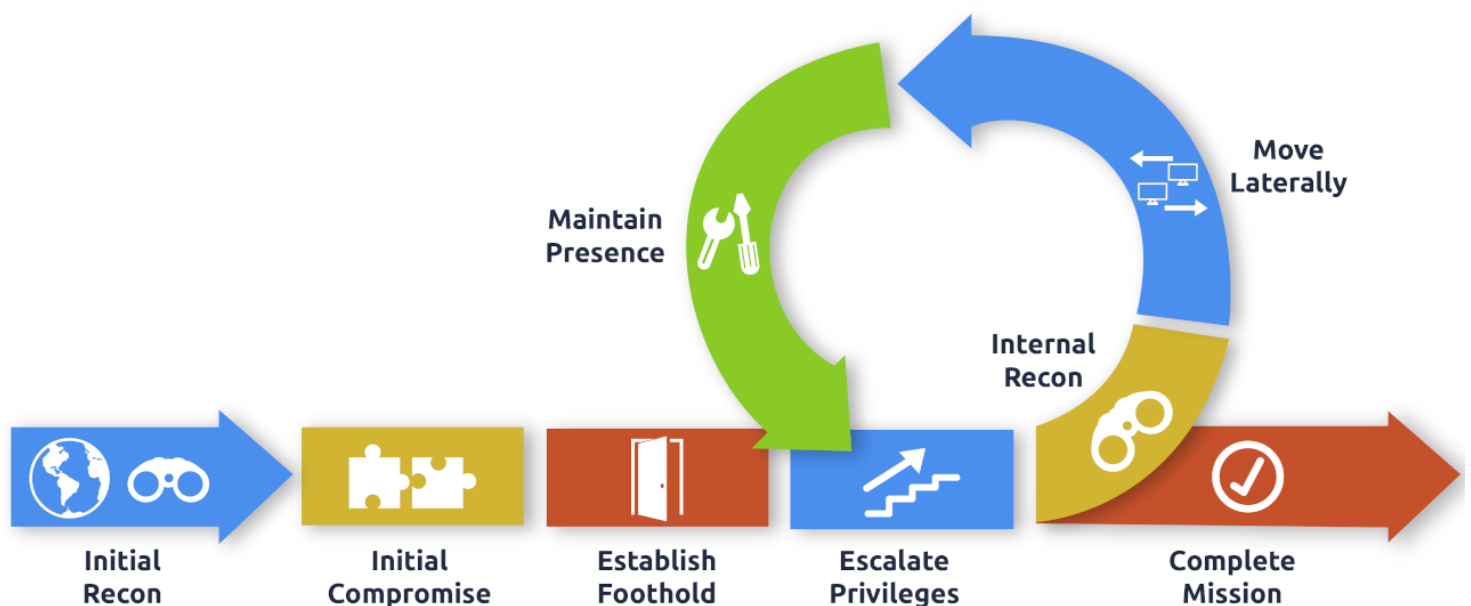 Move
Laterally
Maintain
Presence
Internal
Recon
Initial
Recon
Initial
Compromise
Establish
Foothold
Escalate
Privileges
Complete
Mission